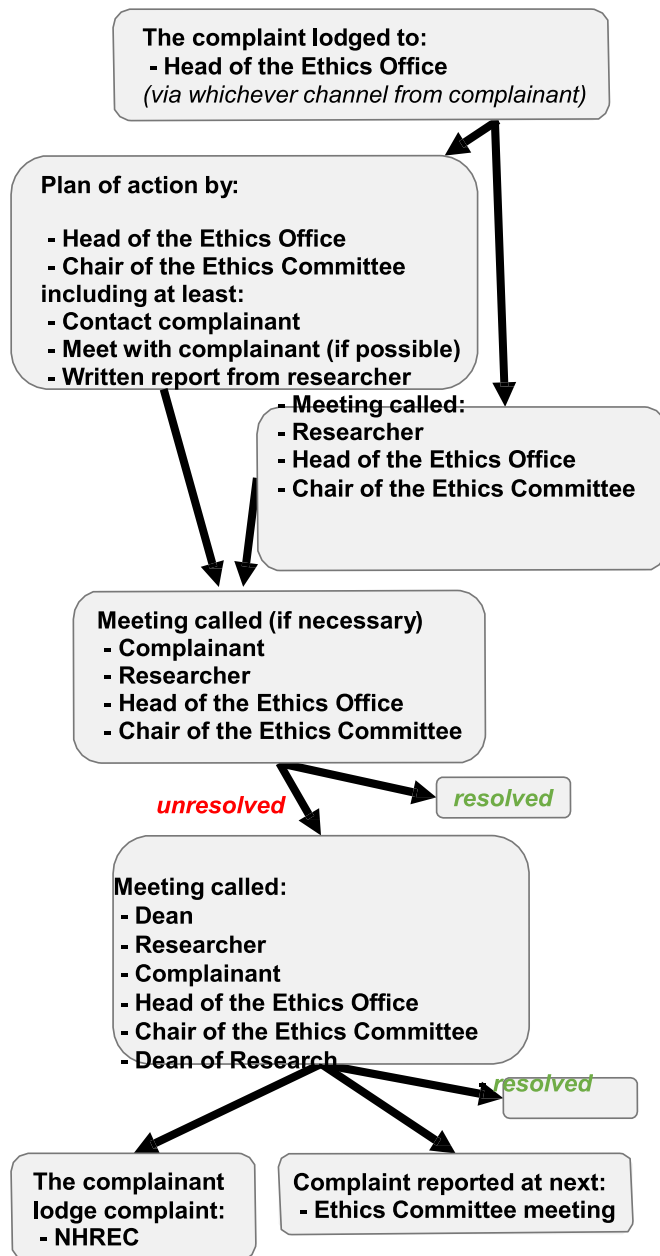 The complaint lodged to:
- Head of the Ethics Office
(via whichever channel from complainant)
Plan of action by:
- Head of the Ethics Office
- Chair of the Ethics Committee
including at least:
- Contact complainant
- Meet with complainant (if possible)
- Written report from researcher
- Meeting called:
- Researcher
- Head of the Ethics Office
- Chair of the Ethics Committee
Meeting called (if necessary)
- Complainant
- Researcher
- Head of the Ethics Office
- Chair of the Ethics Committee
unresolved
resolved
Meeting called:
- Dean
- Researcher
- Complainant
- Head of the Ethics Office
- Chair of the Ethics Committee
- Dean of Research
- resolved
The complainant
lodge complaint:
- NHREC
Complaint reported at next:
- Ethics Committee meeting